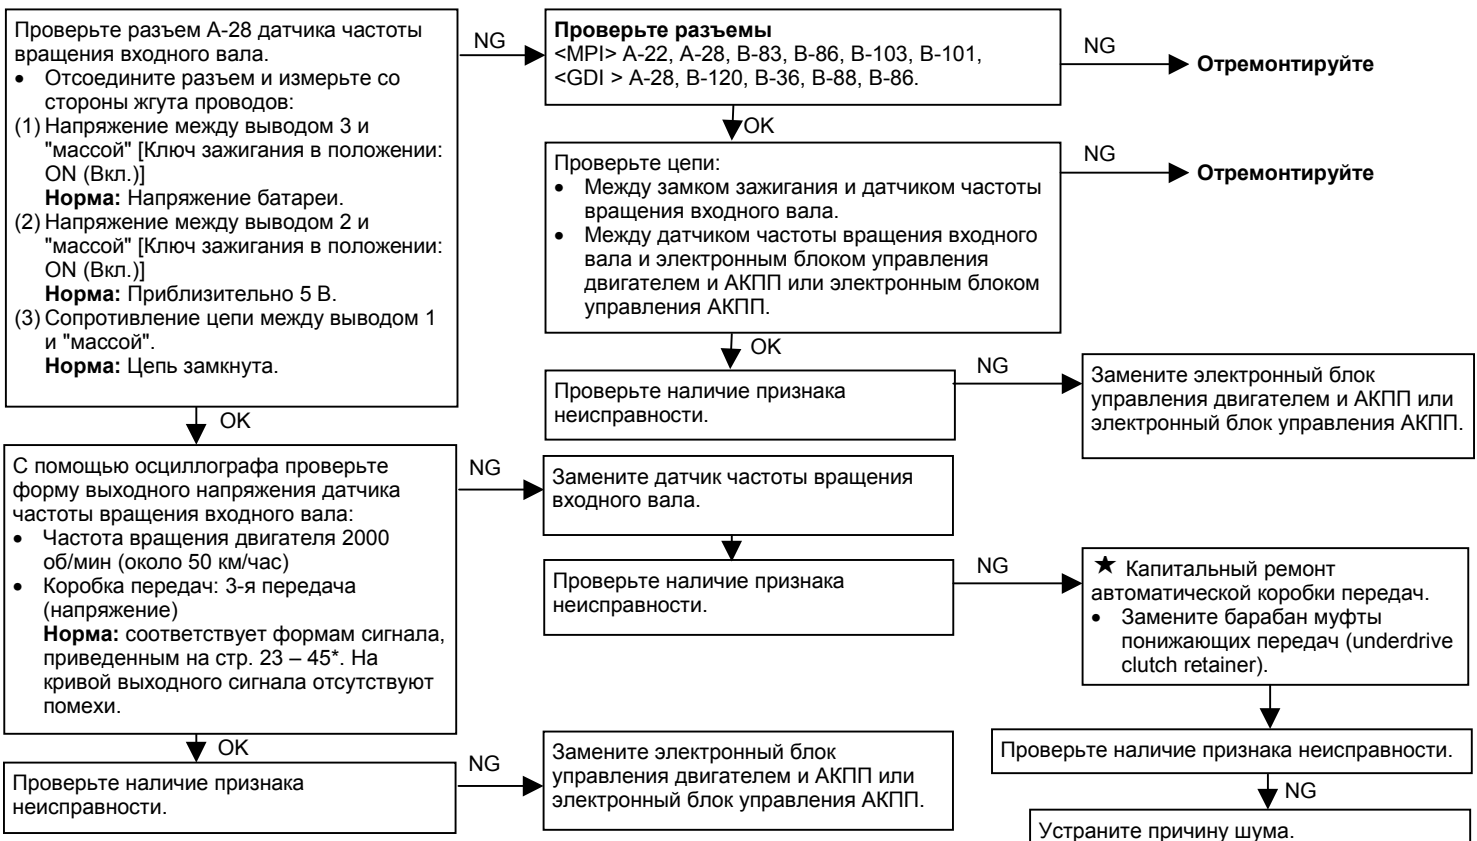 Проверьте разъем А-28 датчика частоты
вращения входного вала.
• Отсоедините разъем и измерьте со
стороны жгута проводов:
(1) Напряжение между выводом 3 и
"массой" [Ключ зажигания в положении:
ON (Вкл.)]
Норма: Напряжение батареи.
(2) Напряжение между выводом 2 и
"массой" [Ключ зажигания в положении:
ON (Вкл.)]
Норма: Приблизительно 5 В.
(3) Сопротивление цепи между выводом 1
и "массой".
Норма: Цепь замкнута.
NG
Проверьте разъемы
<MPI> А-22, А-28, В-83, В-86, В-103, В-101,
<GDI > А-28, В-120, В-36, В-88, В-86.
NG
Отремонтируйте
OK
Проверьте цепи:
• Между замком зажигания и датчиком частоты
вращения входного вала.
• Между датчиком частоты вращения входного
вала и электронным блоком управления
двигателем и АКПП или электронным блоком
управления АКПП.
NG
Отремонтируйте
OK
Проверьте наличие признака
неисправности.
NG
Замените электронный блок
управления двигателем и АКПП или
электронный блок управления АКПП.
OK
С помощью осциллографа проверьте
форму выходного напряжения датчика
частоты вращения входного вала:
• Частота вращения двигателя 2000
об/мин (около 50 км/час)
• Коробка передач: 3-я передача
(напряжение)
Норма: соответствует формам сигнала,
приведенным на стр. 23 – 45*. На
кривой выходного сигнала отсутствуют
помехи.
NG
Замените датчик частоты вращения
входного вала.
Проверьте наличие признака
неисправности.
NG
★ Капитальный ремонт
автоматической коробки передач.
• Замените барабан муфты
понижающих передач (underdrive
clutch retainer).
Проверьте наличие признака неисправности.
NG
Устраните причину шума.
OK
Проверьте наличие признака
неисправности.
NG
Замените электронный блок
управления двигателем и АКПП или
электронный блок управления АКПП.